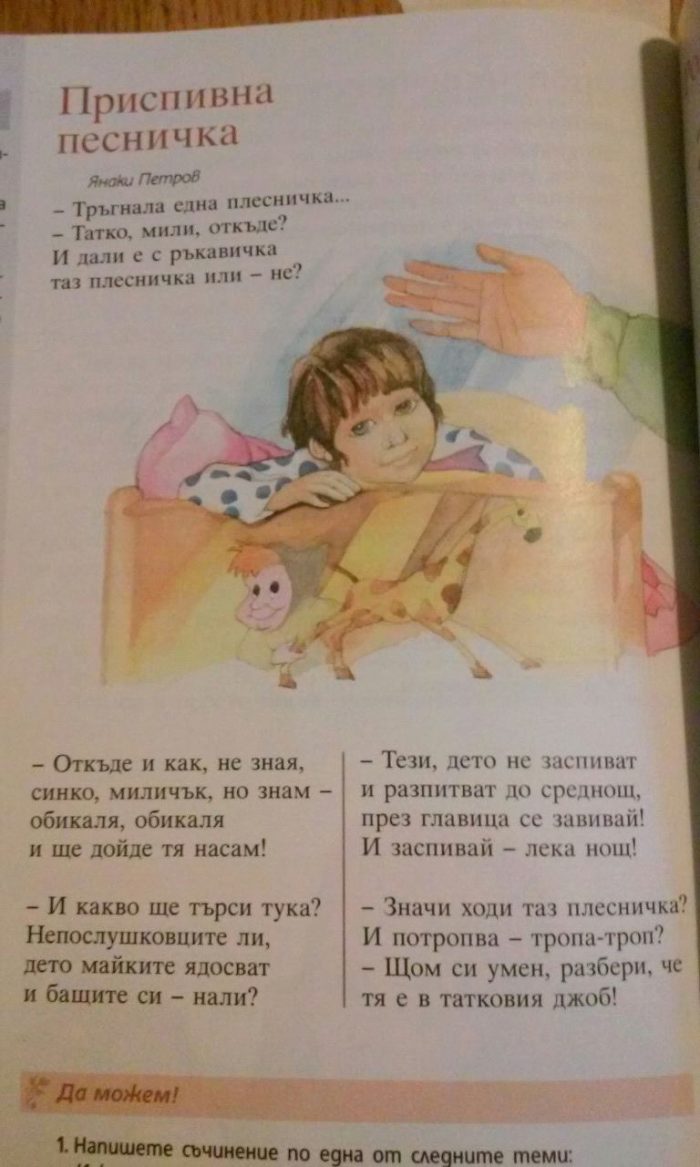 Приспивна
песничка
Янаки Петров
– Тръгнала една плесничка...
– Татко, мили, откъде?
И дали е с ръкавичка
таз плесничка или – не?
– Откъде и как, не зная,
синко, миличък, но знам –
обикаля, обикаля
и ще дойде тя насам!
– И какво ще търси тука?
Непослушковците ли,
дето майките ядосват
и бащите си – нали?
– Тези, дето не заспиват
и разпитват до среднощ,
през главица се завивай!
И заспивай – лека нощ!
– Значи ходи таз плесничка?
И потропва – тропа-троп?
– Щом си умен, разбери, че
тя е в татковия джоб!
Да можем!
1. Напишете съчинение по една от следните теми: